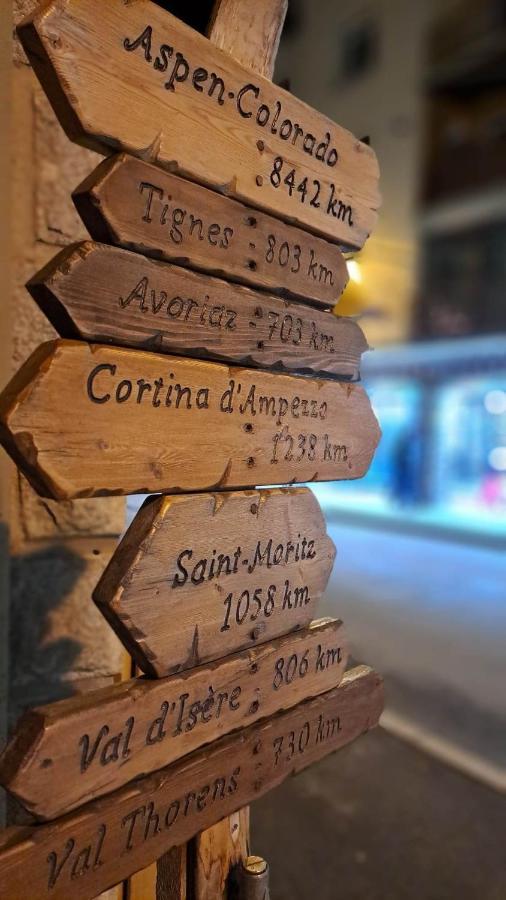 Aspen-Colorado
8442 km
Tignes : 803 km
Avoriaz : 703 km
Cortina d'Ampezzo
1238 km
Saint-Moritz
1058 km
Val d'Isère : 806 km
Val Thorens : 730 km